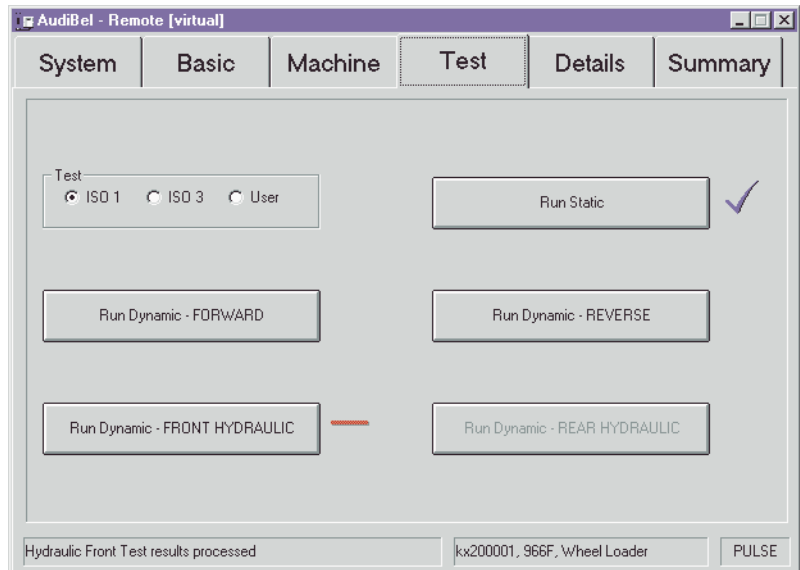 AudiBel - Remote [virtual]
System Basic Machine Test Details Summary
Test
ISO 1 ISO 3 User
Run Static
Run Dynamic - FORWARD
Run Dynamic - REVERSE
Run Dynamic - FRONT HYDRAULIC
Run Dynamic - REAR HYDRAULIC
Hydraulic Front Test results processed
kx200001, 966F, Wheel Loader
PULSE